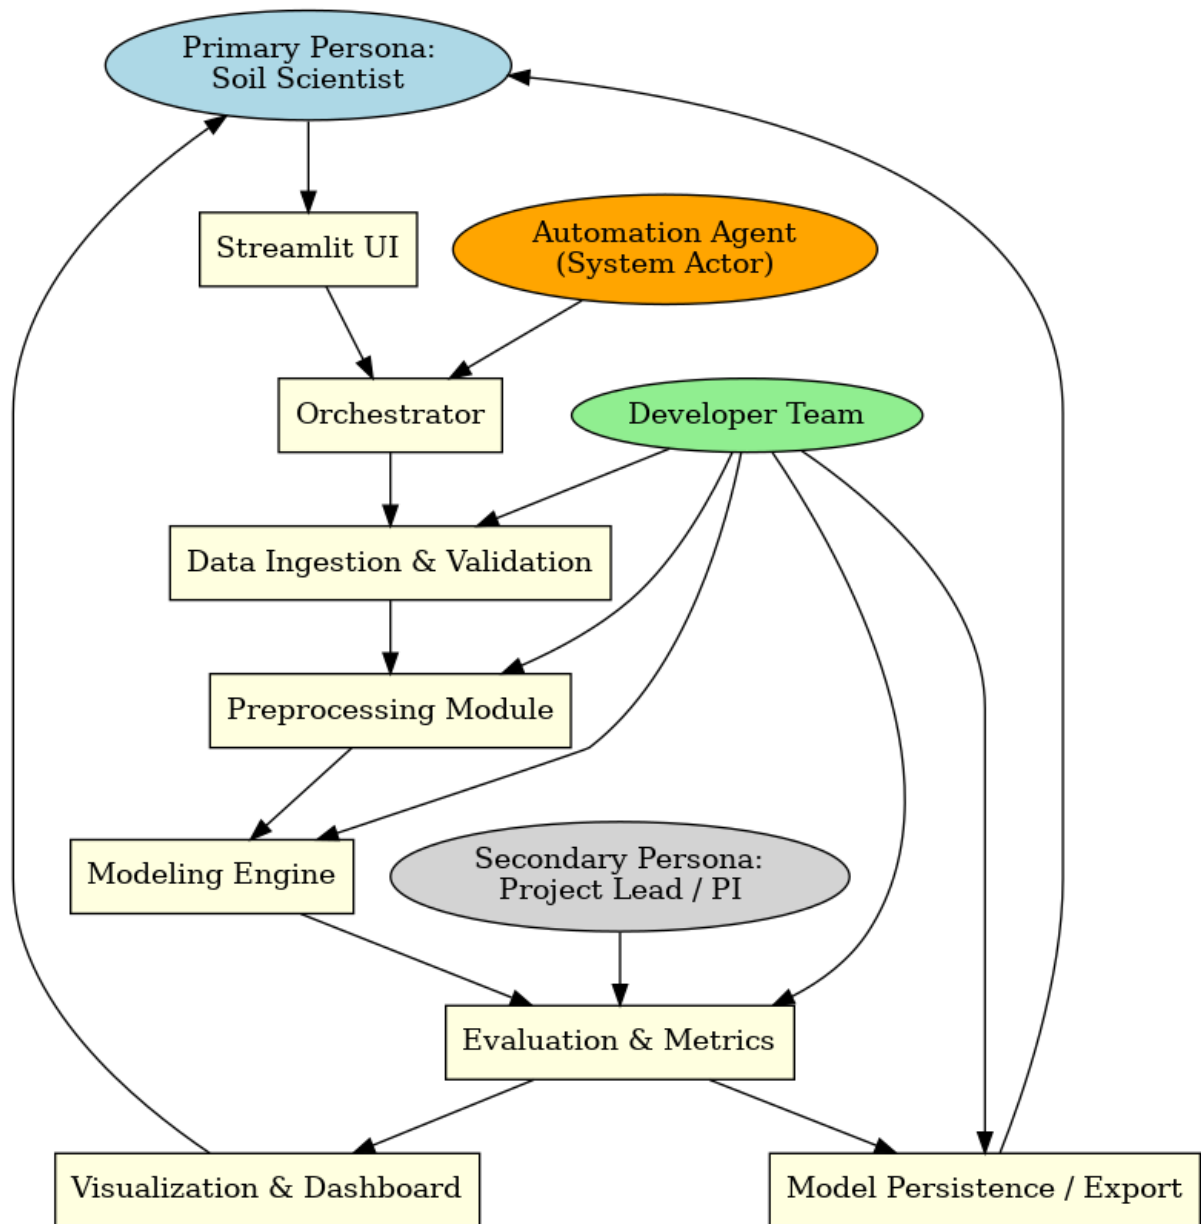 Primary Persona:
Soil Scientist
Streamlit UI
Automation Agent
(System Actor)
Orchestrator
Developer Team
Data Ingestion & Validation
Preprocessing Module
Modeling Engine
Secondary Persona:
Project Lead / PI
Evaluation & Metrics
Visualization & Dashboard
Model Persistence / Export